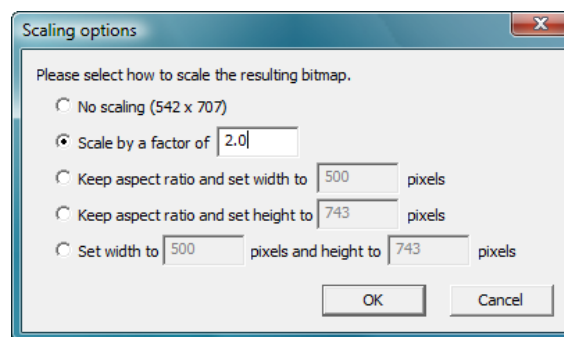 Scaling options
Please select how to scale the resulting bitmap.
No scaling (542 x 707)
Scale by a factor of 2.0
Keep aspect ratio and set width to 500 pixels
Keep aspect ratio and set height to 743 pixels
Set width to 500 pixels and height to 743 pixels
OK Cancel